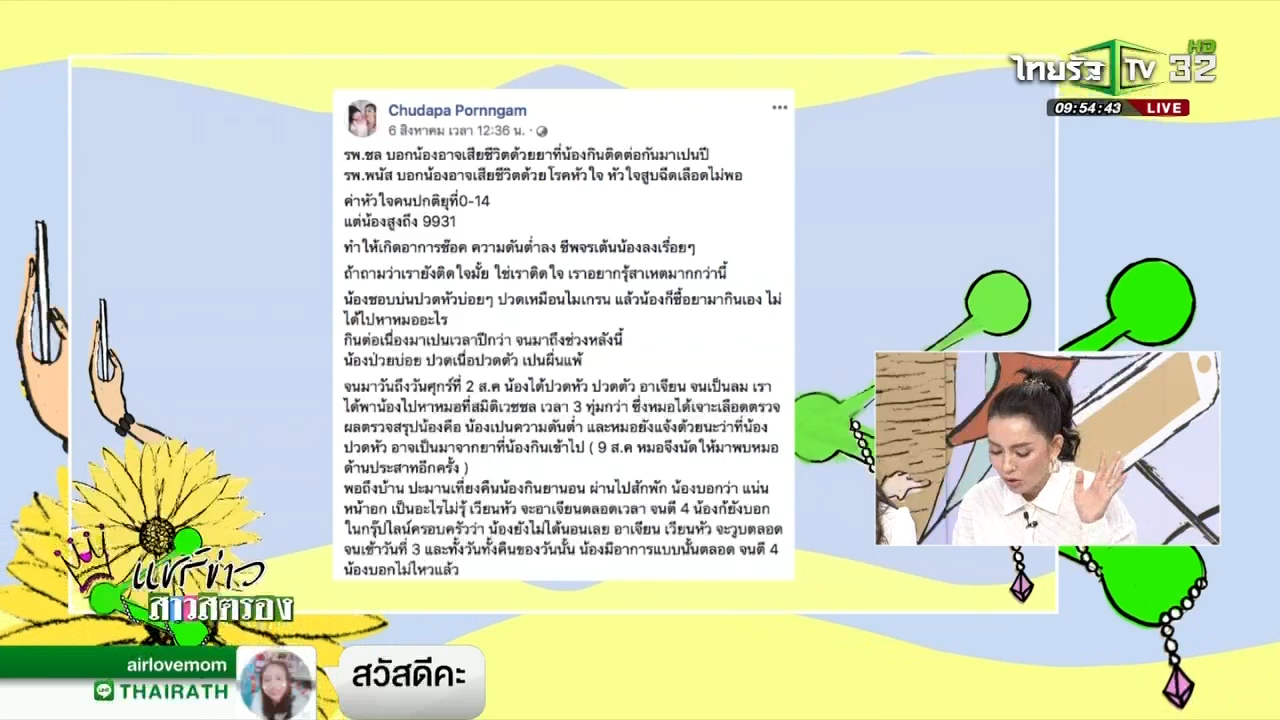 ไทยรัฐ TV 32 HD
09:54:43 LIVE
Chudapa Pornngam
6 สิงหาคม เวลา 12:36 น. ·
รพ.ชล บอกน้องอาจเสียชีวิตด้วยยาที่น้องกินติดต่อกันมาเปนปี
รพ.พนัส บอกน้องอาจเสียชีวิตด้วยโรคหัวใจ หัวใจสูบฉีดเลือดไม่พอ
ค่าหัวใจคนปกติยุที่0-14
แต่น้องสูงถึง 9931
ทำให้เกิดอาการช๊อค ความดันต่ำลง ชีพจรเต้นน้องลงเรื่อยๆ
ถ้าถามว่าเรายังติดใจมั้ย ใช่เราติดใจ เราอยากรุ้สาเหตมากกว่านี้
น้องชอบบ่นปวดหัวบ่อยๆ ปวดเหมือนไมเกรน แล้วน้องก็ซื้อยามากินเอง ไม่
ได้ไปหาหมออะไร
กินต่อเนื่องมาเปนเวลาปีกว่า จนมาถึงช่วงหลังนี้
น้องป่วยบ่อย ปวดเนื่อปวดตัว เปนผื่นแพ้
จนมาวันถึงวันศุกร์ที่ 2 ส.ค น้องได้ปวดหัว ปวดตัว อาเจียน จนเป็นลม เรา
ได้พาน้องไปหาหมอที่สมิติเวชชล เวลา 3 ทุ่มกว่า ซึ่งหมอได้เจาะเลือดตรวจ
ผลตรวจสรุปน้องคือ น้องเปนความดันต่ำ และหมอยังแจ้งด้วยนะว่าที่น้อง
ปวดหัว อาจเป็นมาจากยาที่น้องกินเข้าไป ( 9 ส.ค หมอจึงนัดให้มาพบหมอ
ด้านประสาทอีกครั้ง )
พอถึงบ้าน ปะมานเที่ยงคืนน้องกินยานอน ผ่านไปสักพัก น้องบอกว่า แน่น
หน้าอก เป็นอะไรไม่รุ้ เวียนหัว จะอาเจียนตลอดเวลา จนตี 4 น้องก้ยังบอก
ในกรุ๊ปไลน์ครอบครัวว่า น้องยังไม่ได้นอนเลย อาเจียน เวียนหัว จะวูบตลอด
จนเช้าวันที่ 3 และทั้งวันทั้งคืนของวันนั้น น้องมีอาการแบบนั้นตลอด จนตี 4
น้องบอกไม่ไหวแล้ว
แชร์ข่าว
สาวสตรอง
airlovemom
THAIRATH
สวัสดีคะ